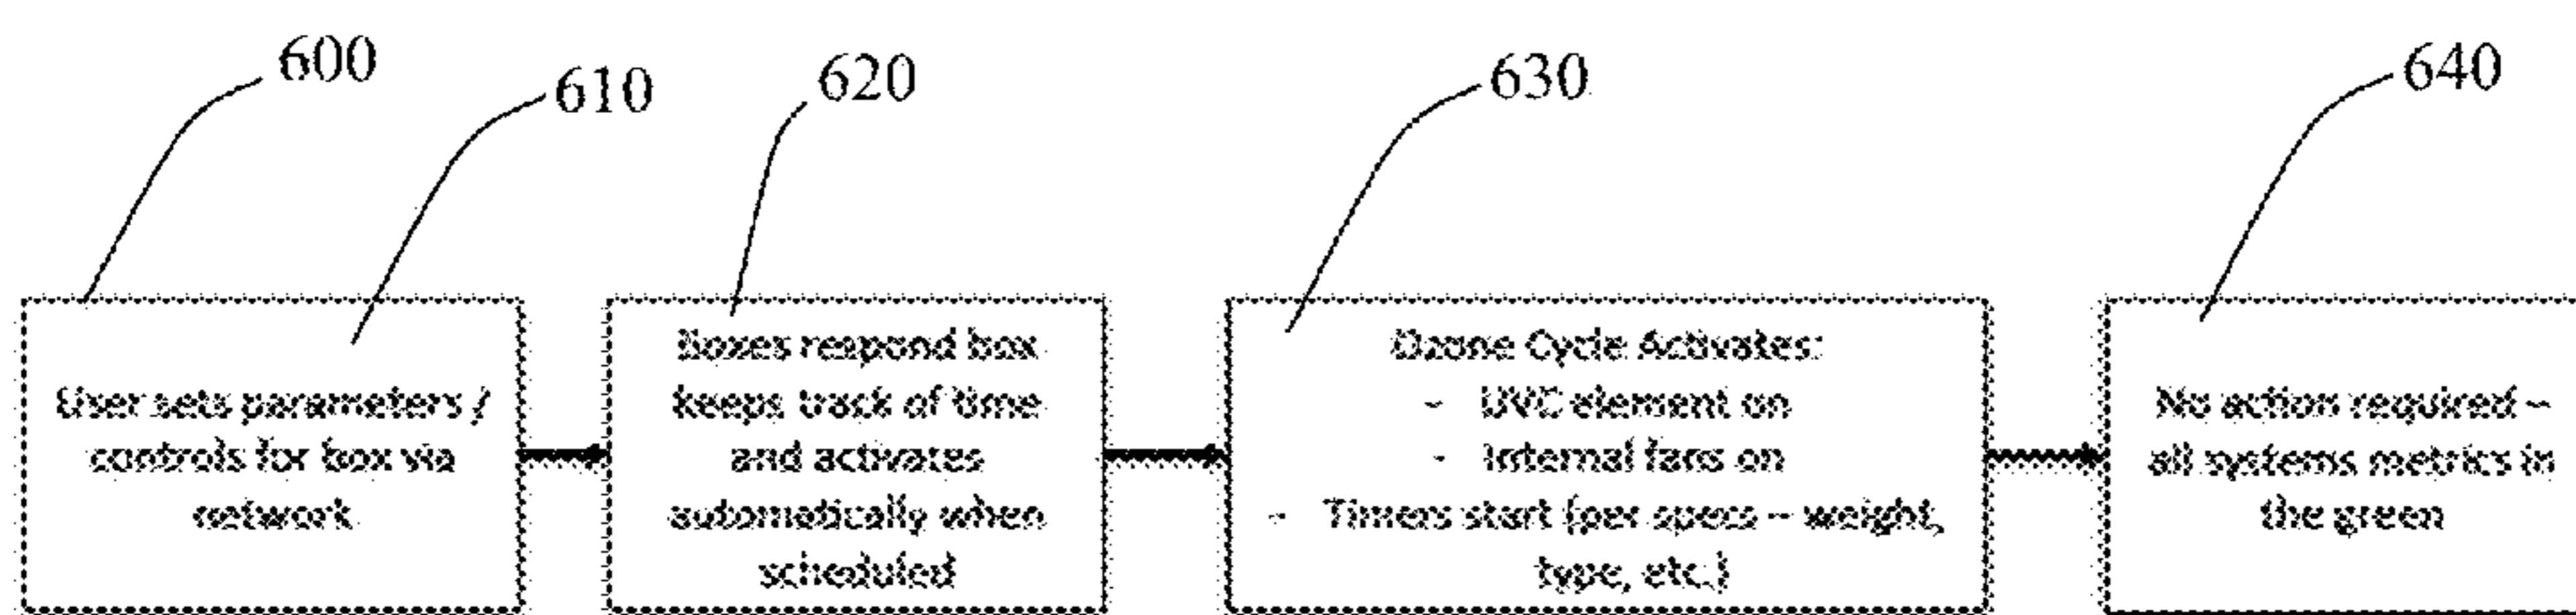 600
610
620
630
640
User sets parameters /
controls for box via
network
Boxes respond box
keeps track of time
and activates
automatically when
scheduled
Ozone Cycle Activates:
- UVC element on
- Internal fans on
- Timers start (per specs – weight,
type, etc.)
No action required –
all systems metrics in
the green